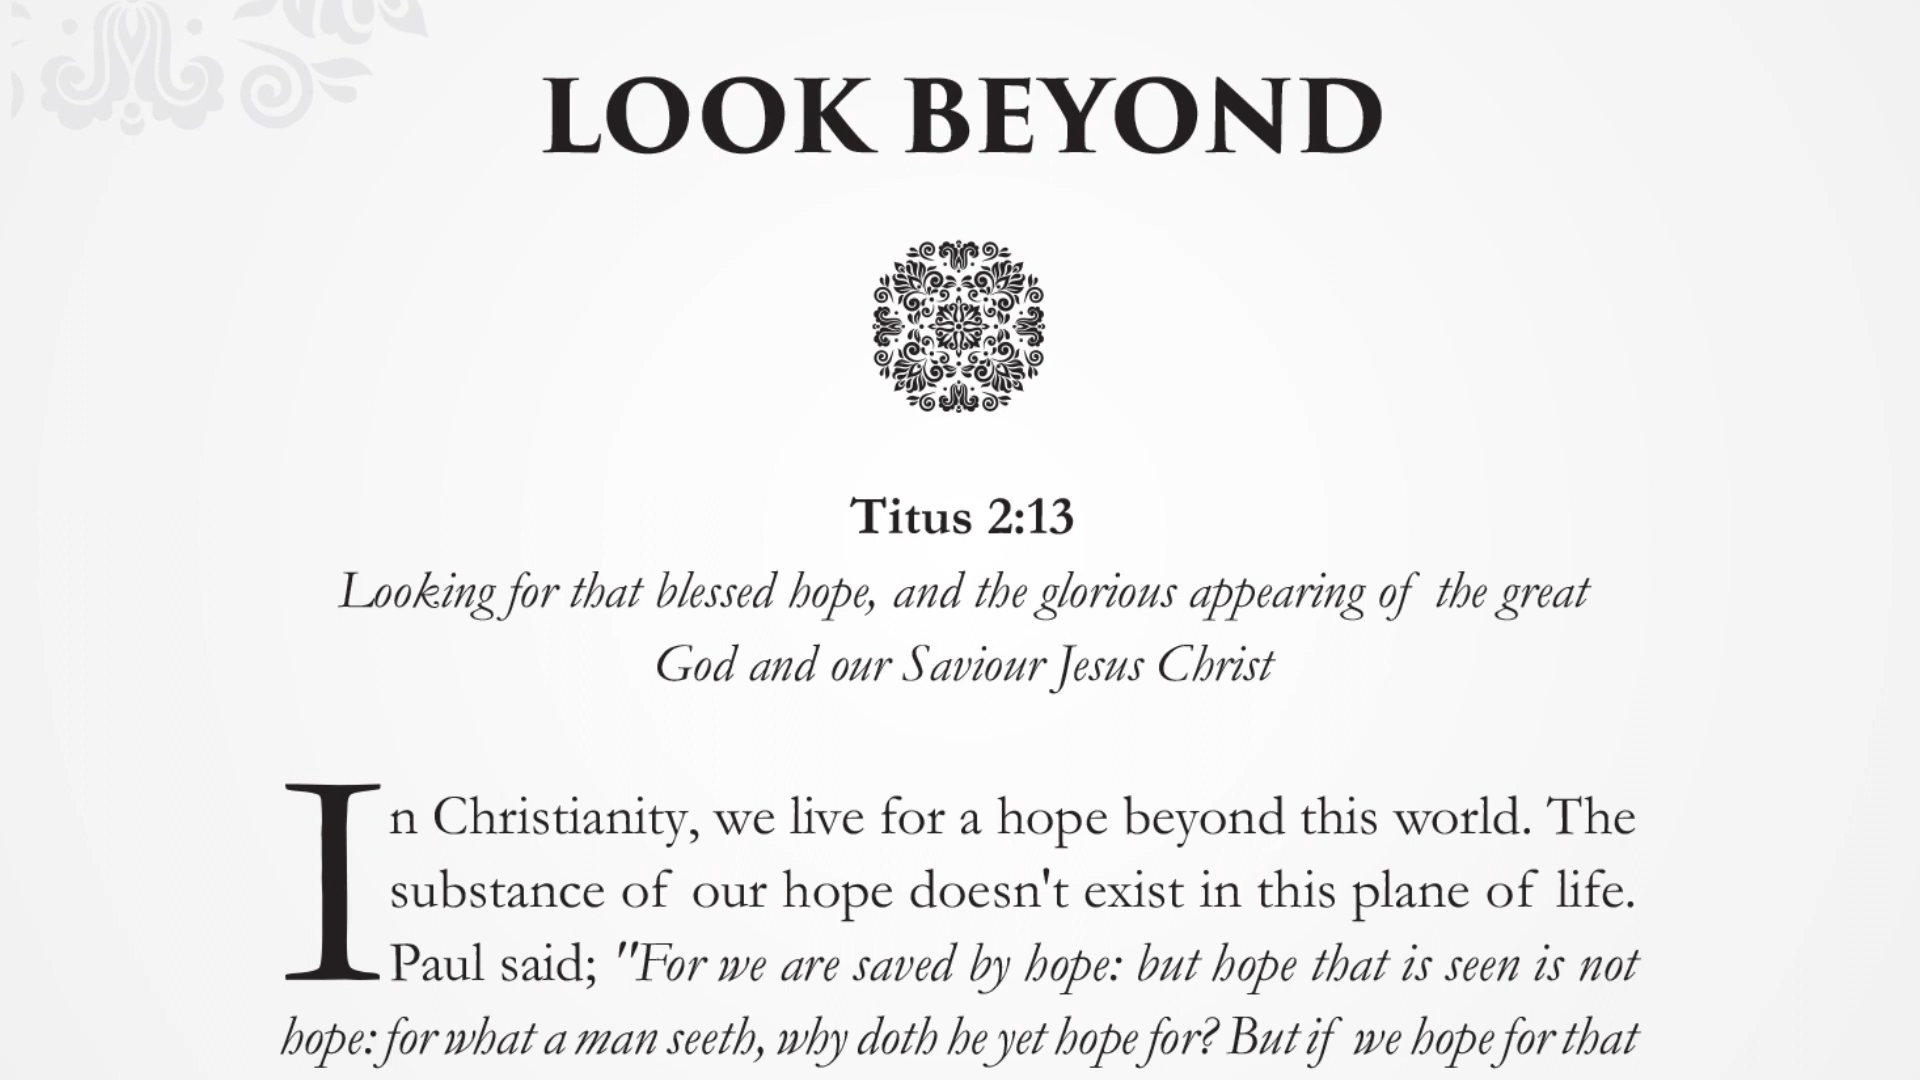 LOOK BEYOND
Titus 2:13
Looking for that blessed hope, and the glorious appearing of the great
God and our Saviour Jesus Christ
In Christianity, we live for a hope beyond this world. The
substance of our hope doesn't exist in this plane of life.
Paul said; "For we are saved by hope: but hope that is seen is not
hope: for what a man seeth, why doth he yet hope for? But if we hope for that